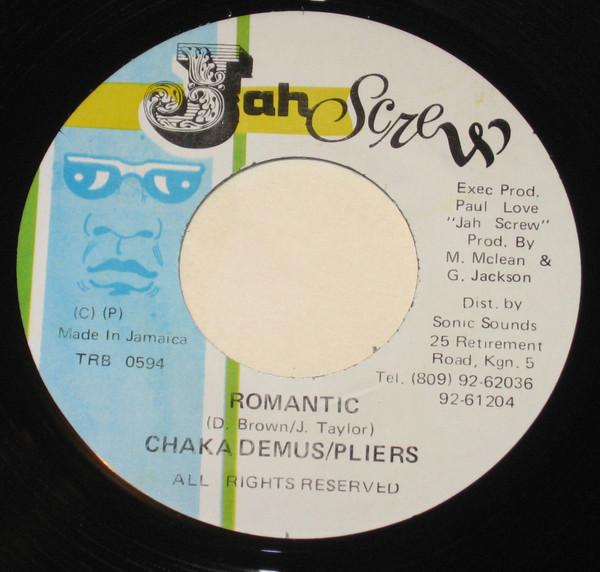 Jah Screw
Exec Prod.
Paul Love
"Jah Screw"
Prod. By
M. Mclean &
G. Jackson
Dist. by
Sonic Sounds
25 Retirement
Road, Kgn. 5
Tel. (809) 92-62036
92-61204
(C) (P)
Made In Jamaica
TRB 0594
ROMANTIC
(D. Brown/J. Taylor)
CHAKA DEMUS/PLIERS
ALL RIGHTS RESERVED